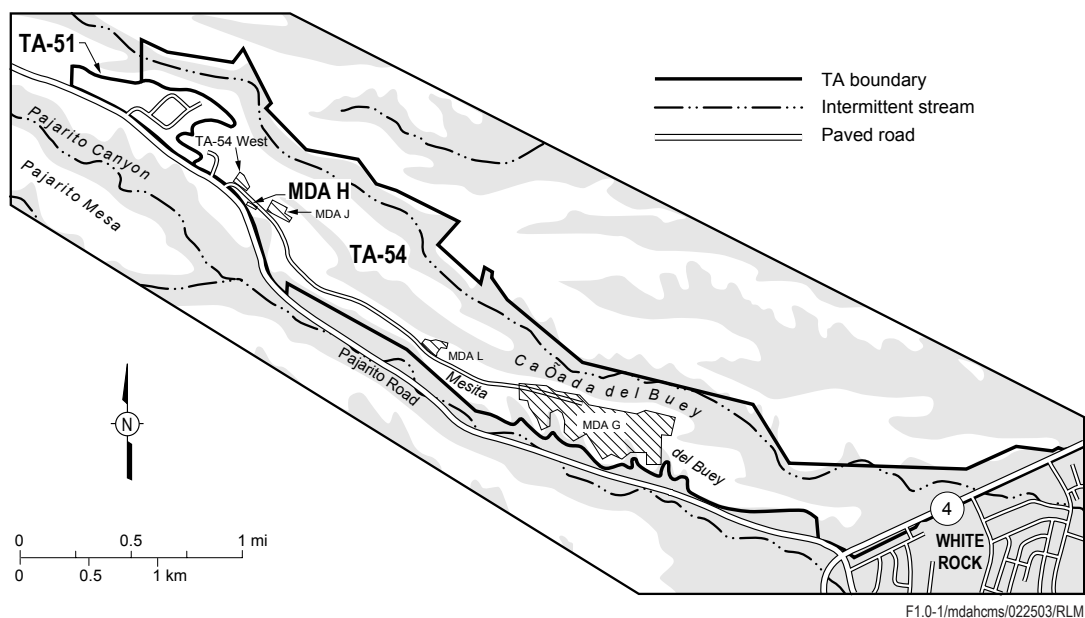 TA-51
TA boundary
Intermittent stream
Paved road
Pajarito Canyon
TA-54 West
Pajarito Mesa
MDA H
MDA J
TA-54
MDA L
Cañada del Buey
Pajarito Road
Mesita
MDA G
del Buey
N
4
WHITE
ROCK
0 0.5 1 mi
0 0.5 1 km
F1.0-1/mdahcms/022503/RLM